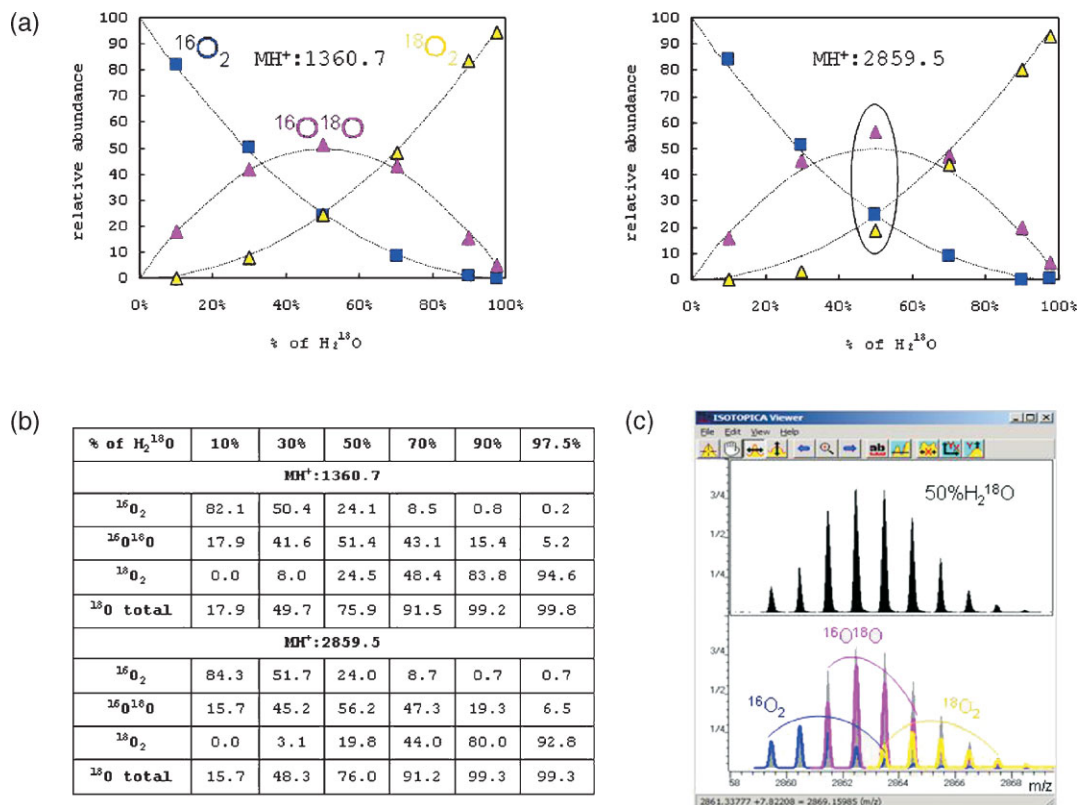 (a)
100
90
80
70
60
50
40
30
20
10
0
relative abundance
¹⁶O₂
MH⁺:1360.7
¹⁸O₂
¹⁶O¹⁸O
0% 20% 40% 60% 80% 100%
% of H₂¹⁸O
100
90
80
70
60
50
40
30
20
10
0
relative abundance
MH⁺:2859.5
0% 20% 40% 60% 80% 100%
% of H₂¹⁸O
(b)
% of H₂¹⁸O 10% 30% 50% 70% 90% 97.5%
MH⁺:1360.7
¹⁶O₂ 82.1 50.4 24.1 8.5 0.8 0.2
¹⁶O¹⁸O 17.9 41.6 51.4 43.1 15.4 5.2
¹⁸O₂ 0.0 8.0 24.5 48.4 83.8 94.6
¹⁸O total 17.9 49.7 75.9 91.5 99.2 99.8
MH⁺:2859.5
¹⁶O₂ 84.3 51.7 24.0 8.7 0.7 0.7
¹⁶O¹⁸O 15.7 45.2 56.2 47.3 19.3 6.5
¹⁸O₂ 0.0 3.1 19.8 44.0 80.0 92.8
¹⁸O total 15.7 48.3 76.0 91.2 99.3 99.3
(c)
ISOTOPICA Viewer
File Edit View Help
ab
50%H₂¹⁸O
3/4
1/2
1/4
¹⁶O¹⁸O
3/4
¹⁶O₂
¹⁸O₂
1/2
1/4
58 2860 2862 2864 2866 2868 m/z
2861.33777 +7.82208 = 2869.15985 (m/z)